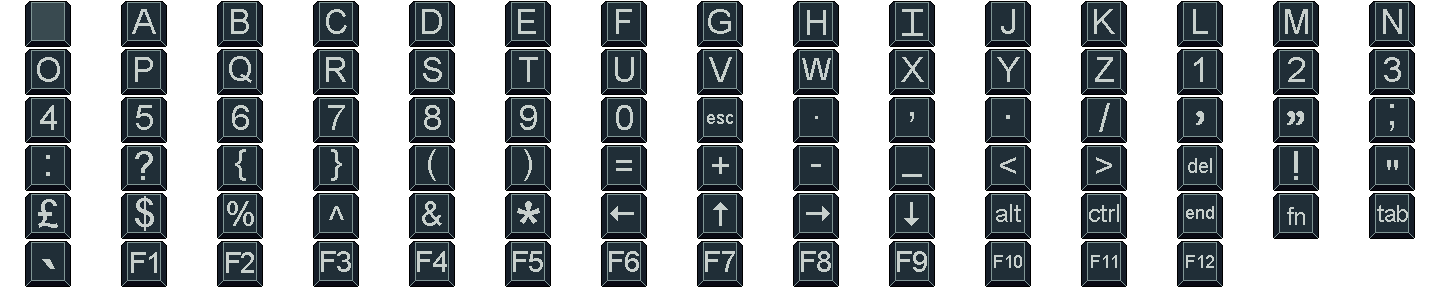 A B C D E F G H I J K L M N
O P Q R S T U V W X Y Z 1 2 3
4 5 6 7 8 9 0 esc · , · / ’ ” ;
: ? { } ( ) = + - _ < > del ! "
£ $ % ^ & * ← ↑ → ↓ alt ctrl end fn tab
` F1 F2 F3 F4 F5 F6 F7 F8 F9 F10 F11 F12